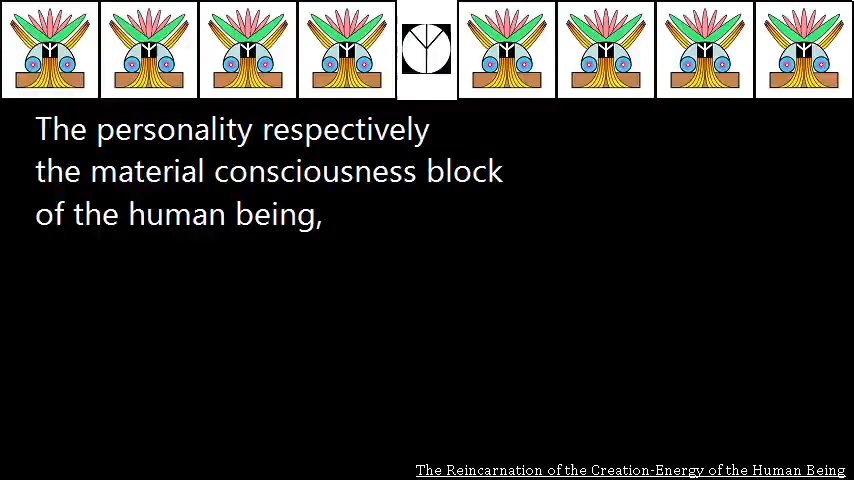 The personality respectively
the material consciousness block
of the human being,
The Reincarnation of the Creation-Energy of the Human Being